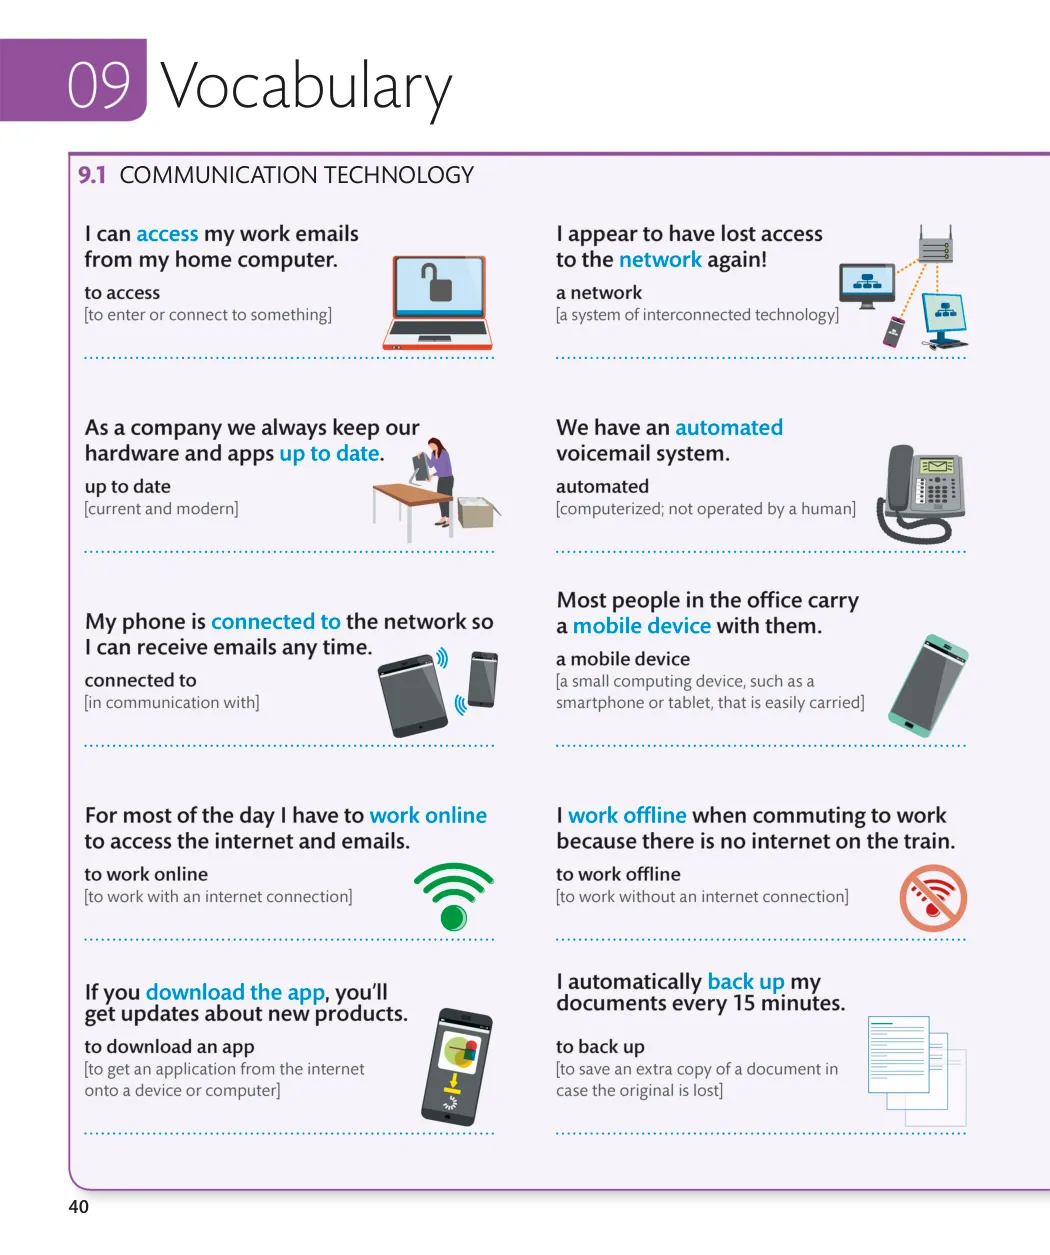 09 Vocabulary
9.1 COMMUNICATION TECHNOLOGY
I can access my work emails
from my home computer.
to access
[to enter or connect to something]
I appear to have lost access
to the network again!
a network
[a system of interconnected technology]
As a company we always keep our
hardware and apps up to date.
up to date
[current and modern]
We have an automated
voicemail system.
automated
[computerized; not operated by a human]
My phone is connected to the network so
I can receive emails any time.
connected to
[in communication with]
Most people in the office carry
a mobile device with them.
a mobile device
[a small computing device, such as a
smartphone or tablet, that is easily carried]
For most of the day I have to work online
to access the internet and emails.
to work online
[to work with an internet connection]
I work offline when commuting to work
because there is no internet on the train.
to work offline
[to work without an internet connection]
If you download the app, you’ll
get updates about new products.
to download an app
[to get an application from the internet
onto a device or computer]
I automatically back up my
documents every 15 minutes.
to back up
[to save an extra copy of a document in
case the original is lost]
40